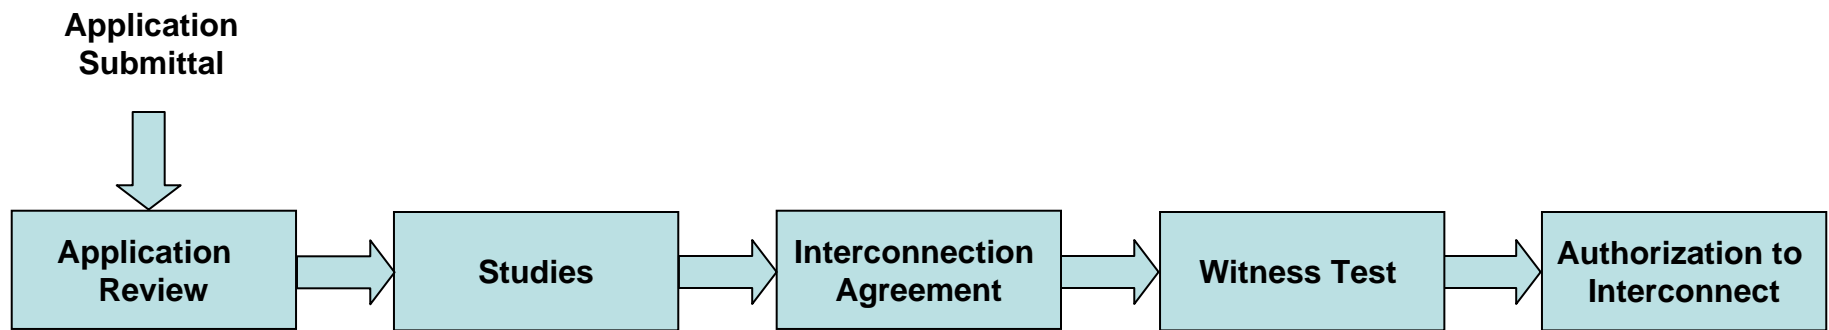 Application
Submittal
Application
Review
Studies
Interconnection
Agreement
Witness Test
Authorization to
Interconnect